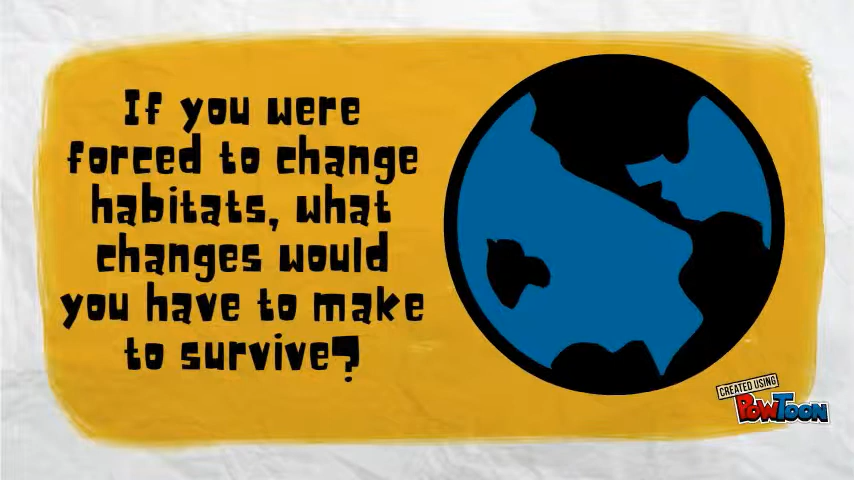 If you were
forced to change
habitats, what
changes would
you have to make
to survive?
CREATED USING
POWTOON